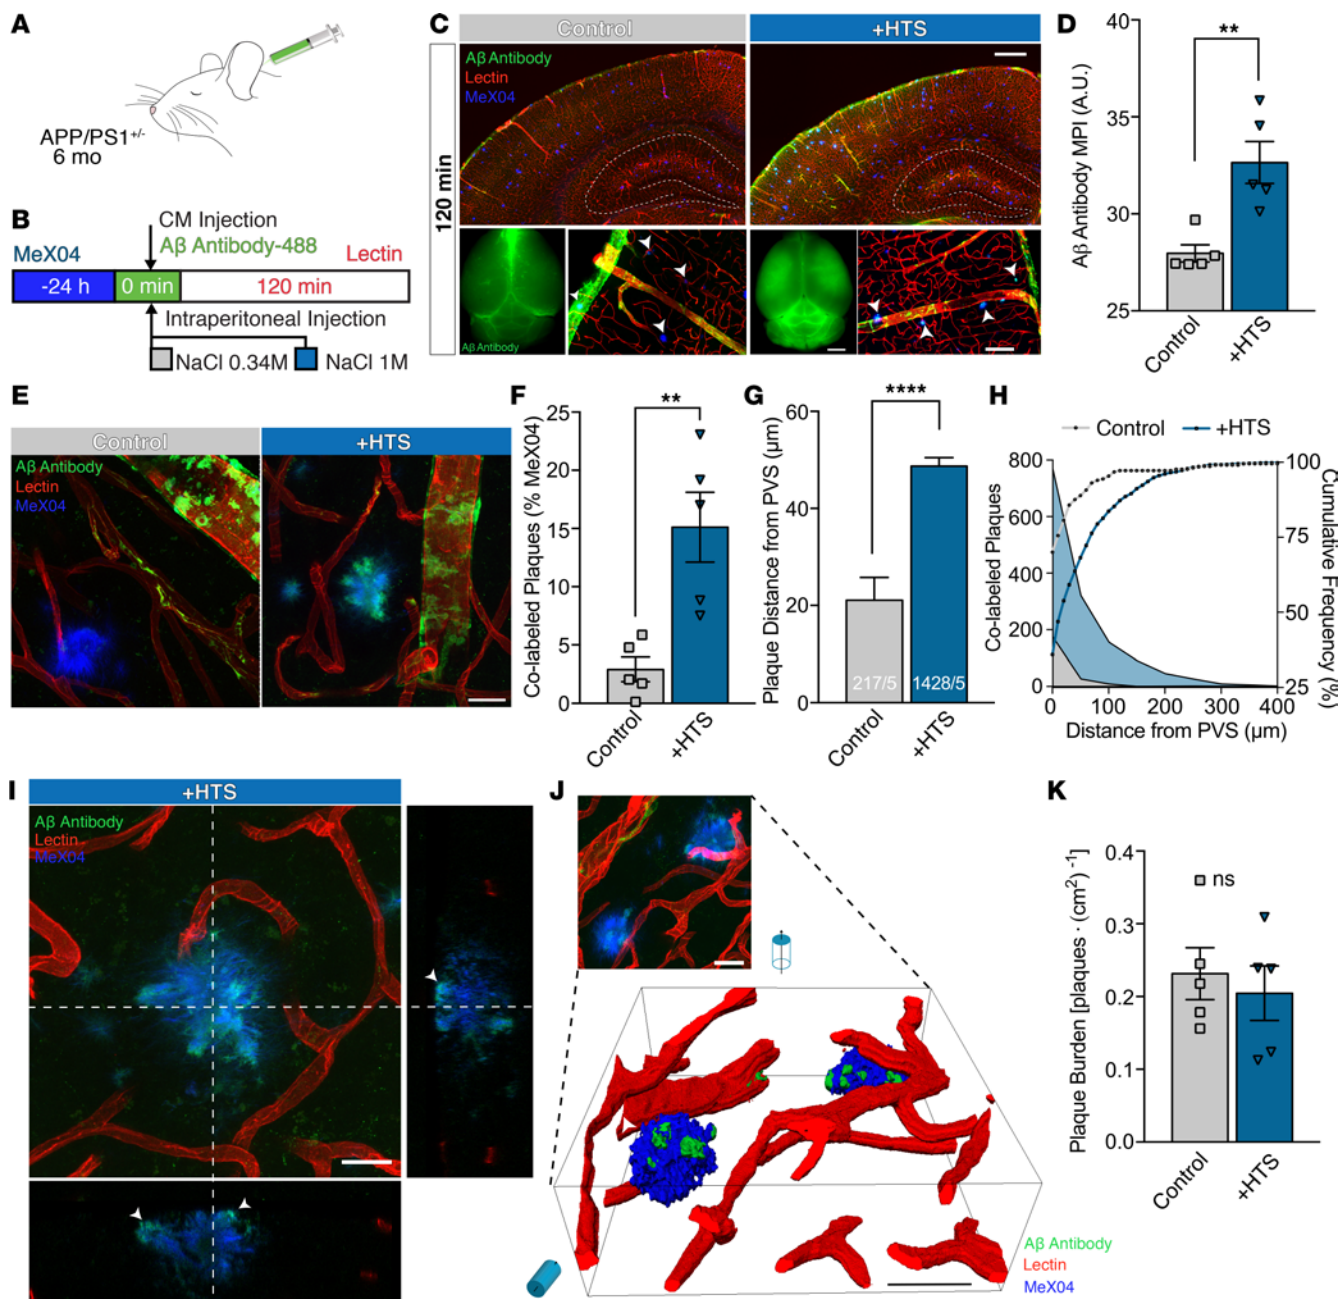 A
APP/PS1+/-
6 mo
B
MeX04
CM Injection
Aβ Antibody-488
Lectin
-24 h
0 min
120 min
Intraperitoneal Injection
NaCl 0.34M
NaCl 1M
C
Control
+HTS
120 min
Aβ Antibody
Lectin
MeX04
Aβ Antibody
D
Aβ Antibody MPI (A.U.)
40
35
30
25
**
Control
+HTS
E
Control
+HTS
Aβ Antibody
Lectin
MeX04
F
Co-labeled Plaques (% MeX04)
25
20
15
10
5
0
**
Control
+HTS
G
Plaque Distance from PVS (µm)
60
40
20
0
****
217/5
1428/5
Control
+HTS
H
Control
+HTS
Co-labeled Plaques
800
600
400
200
0
100
75
50
25
Cumulative Frequency (%)
0
100
200
300
400
Distance from PVS (µm)
I
+HTS
Aβ Antibody
Lectin
MeX04
J
Aβ Antibody
Lectin
MeX04
K
Plaque Burden [plaques · (cm²)⁻¹]
0.4
0.3
0.2
0.1
0.0
ns
Control
+HTS